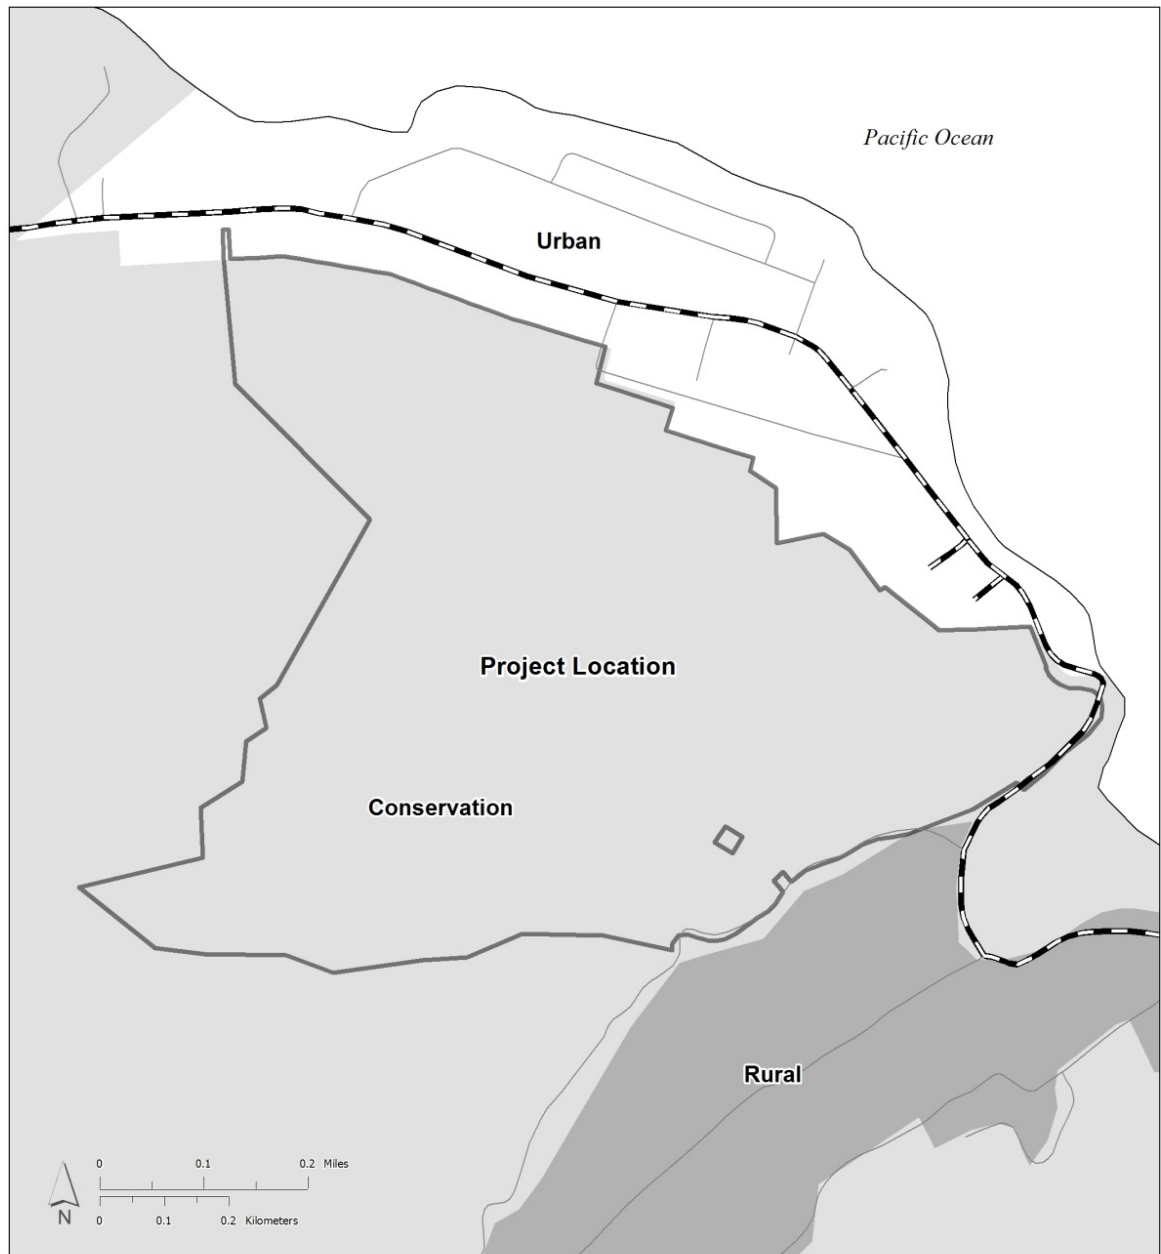 Pacific Ocean
Urban
Project Location
Conservation
Rural
0 0.1 0.2 Miles
N
0 0.1 0.2 Kilometers